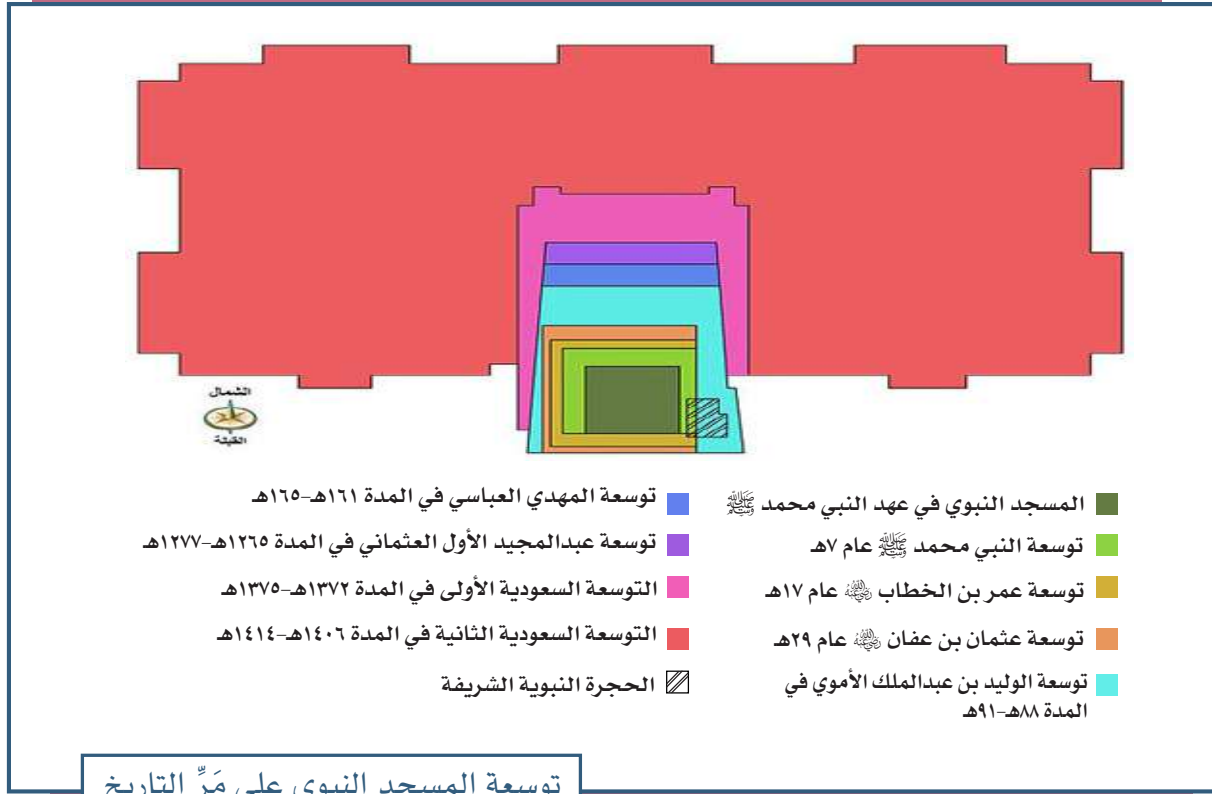 الشمال
القبلة
المسجد النبوي في عهد النبي محمد ﷺ
توسعة النبي محمد ﷺ عام ٧هـ
توسعة عمر بن الخطاب رضي الله عنه عام ١٧هـ
توسعة عثمان بن عفان رضي الله عنه عام ٢٩هـ
توسعة الوليد بن عبدالملك الأموي في
المدة ٨٨هـ-٩١هـ
توسعة المهدي العباسي في المدة ١٦١هـ-١٦٥هـ
توسعة عبدالمجيد الأول العثماني في المدة ١٢٦٥هـ-١٢٧٧هـ
التوسعة السعودية الأولى في المدة ١٣٧٢هـ-١٣٧٥هـ
التوسعة السعودية الثانية في المدة ١٤٠٦هـ-١٤١٤هـ
الحجرة النبوية الشريفة
توسعة المسجد النبوي على مَرِّ التاريخ